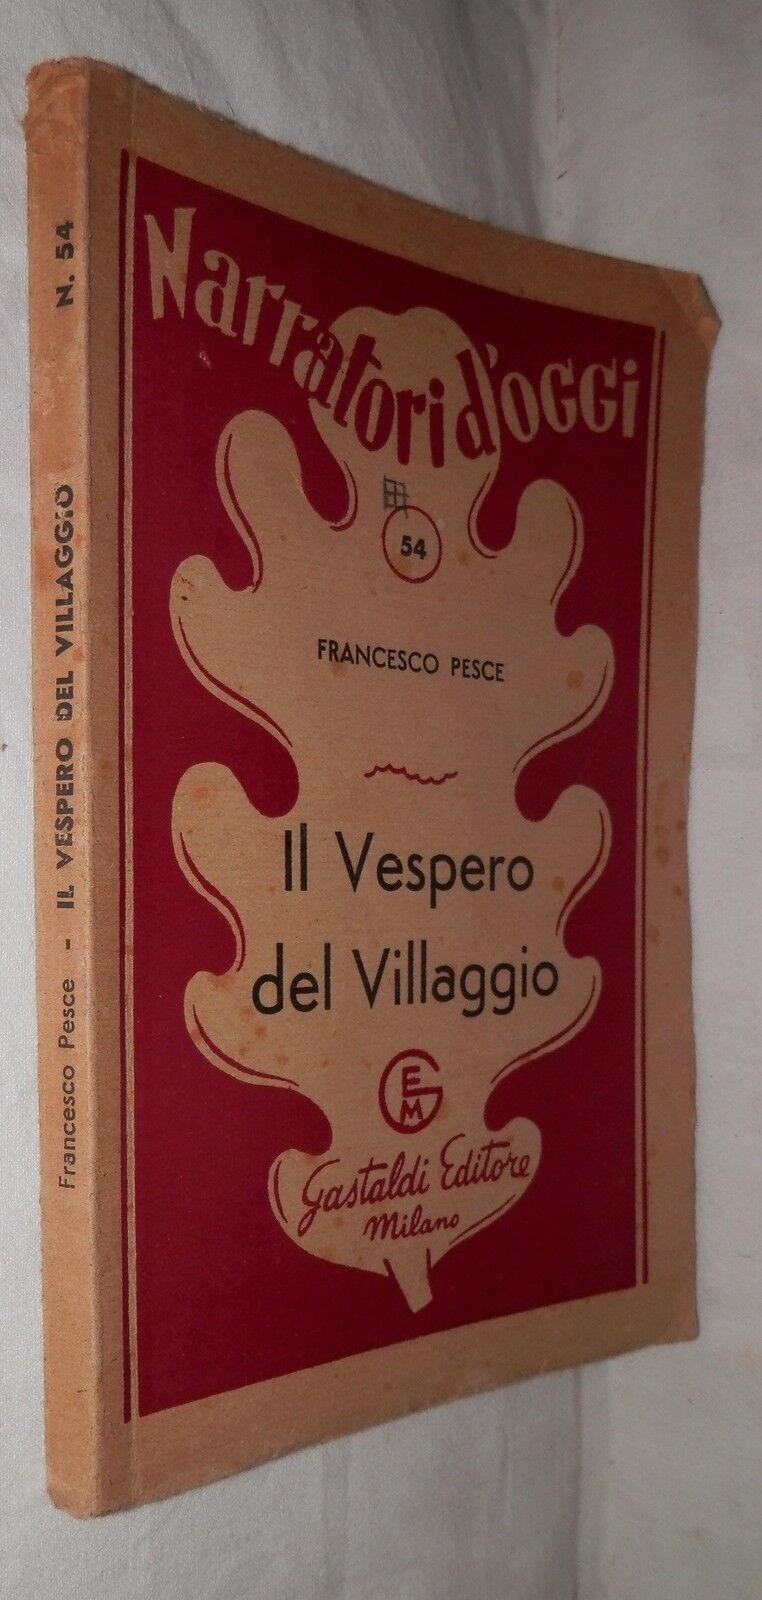 Francesco Pesce - IL VESPERO DEL VILLAGGIO N. 54
Narratori d'OGGi
54
FRANCESCO PESCE
Il Vespero
del Villaggio
GEM
Gastaldi Editore
Milano